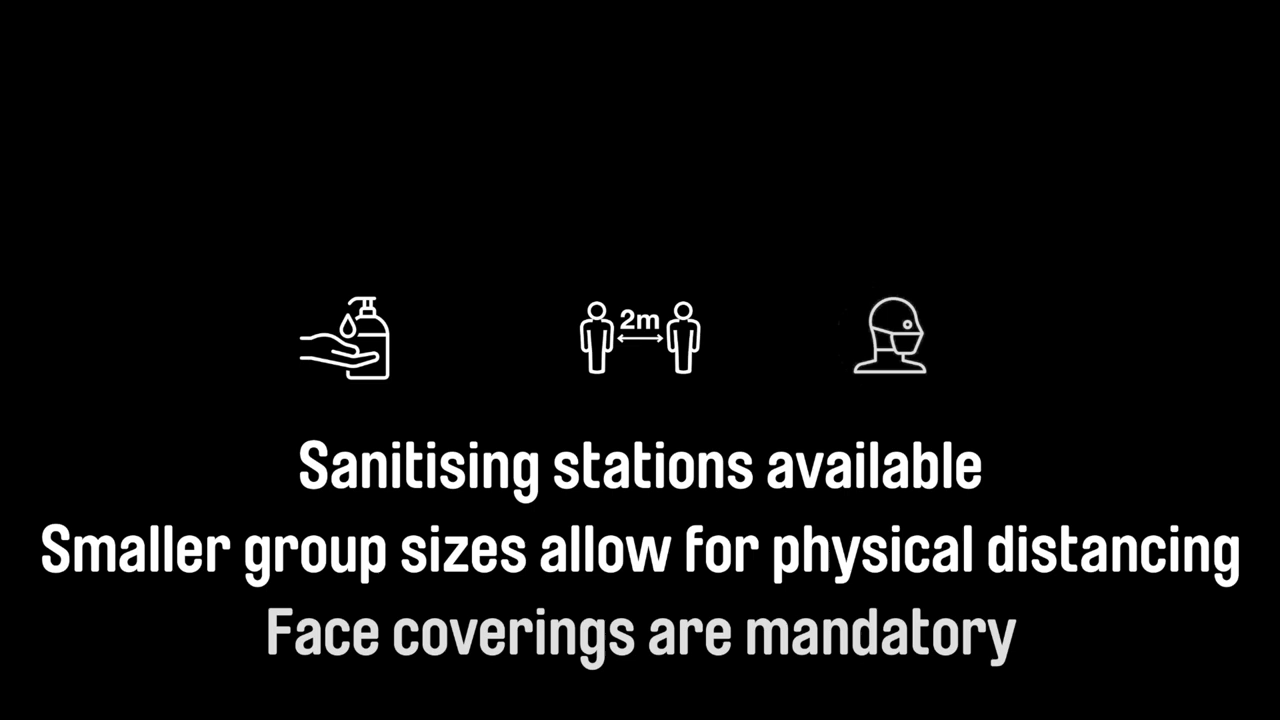 2m
Sanitising stations available
Smaller group sizes allow for physical distancing
Face coverings are mandatory